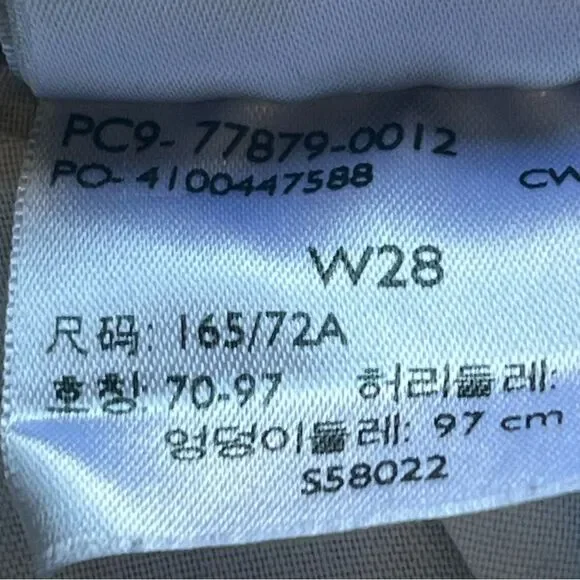 PC9- 77879-0012
PO- 4100447588 CW
W28
尺码: 165/72A
호칭: 70-97 허리둘레:
엉덩이둘레: 97 cm
S58022